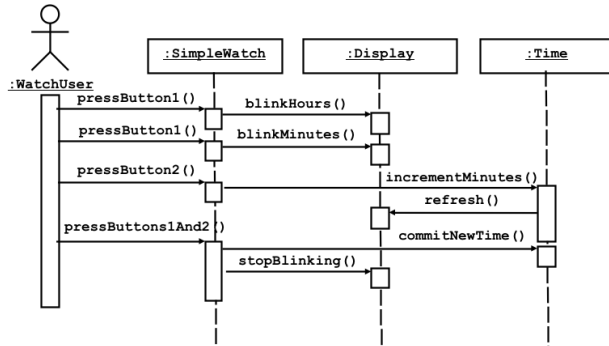 :SimpleWatch
:Display
:Time
:WatchUser
pressButton1()
blinkHours()
pressButton1()
blinkMinutes()
pressButton2()
incrementMinutes()
refresh()
pressButtons1And2()
commitNewTime()
stopBlinking()